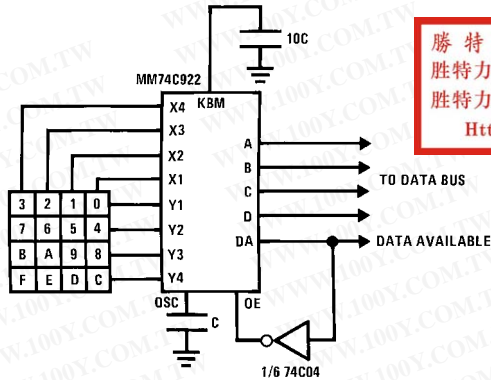 10C
MM74C922
KBM
X4
X3
X2
X1
Y1
Y2
Y3
Y4
OSC
OE
A
B
C
D
DA
TO DATA BUS
DATA AVAILABLE
3 2 1 0
7 6 5 4
B A 9 8
F E D C
C
1/6 74C04
勝 特
胜特力
胜特力
Htt
WWW.100Y.COM.TW